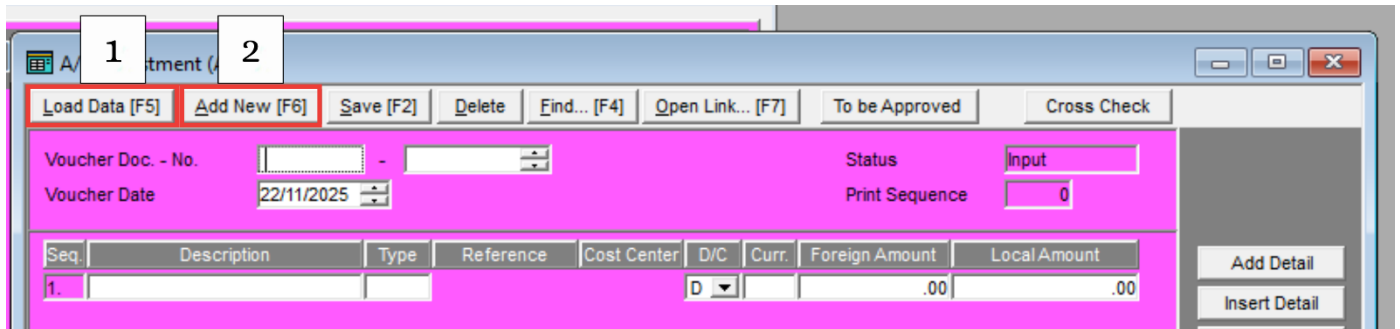 1 2
A/ tment (A
Load Data [F5] Add New [F6] Save [F2] Delete Find... [F4] Open Link... [F7] To be Approved Cross Check
Voucher Doc. - No. - Status Input
Voucher Date 22/11/2025 Print Sequence 0
Seq. Description Type Reference Cost Center D/C Curr. Foreign Amount Local Amount
1. D .00 .00
Add Detail
Insert Detail